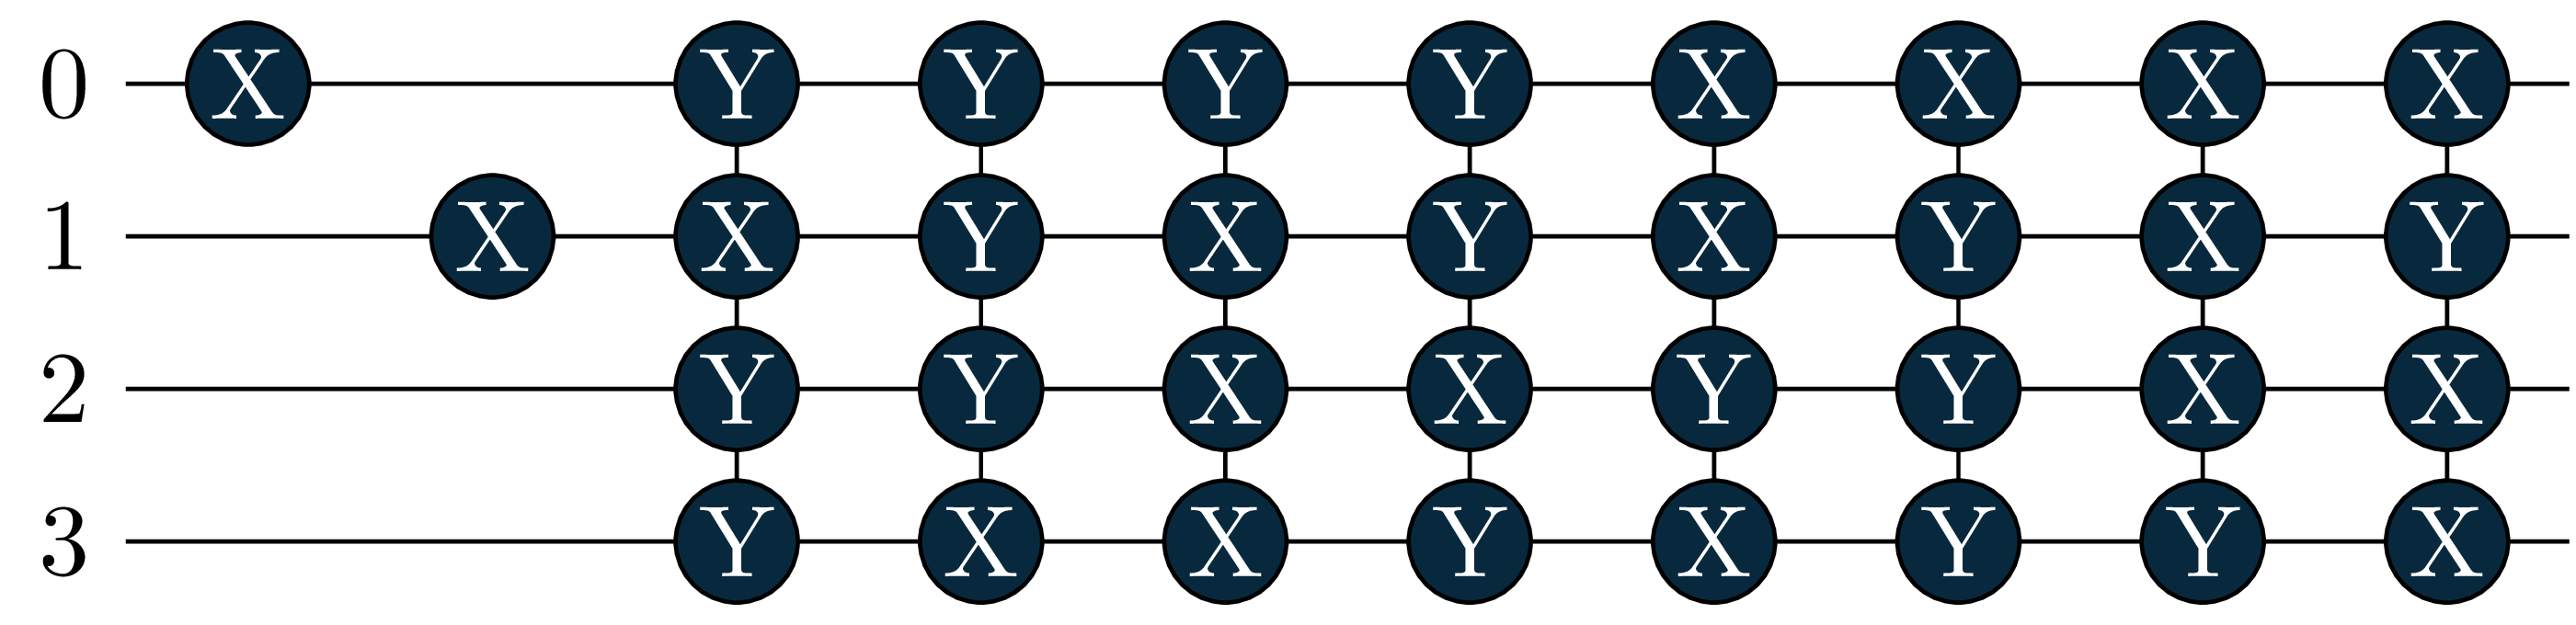 0 X Y Y Y Y X X X X
1 X X Y X Y X Y X Y
2 Y Y X X Y Y X X
3 Y X X Y X Y Y X